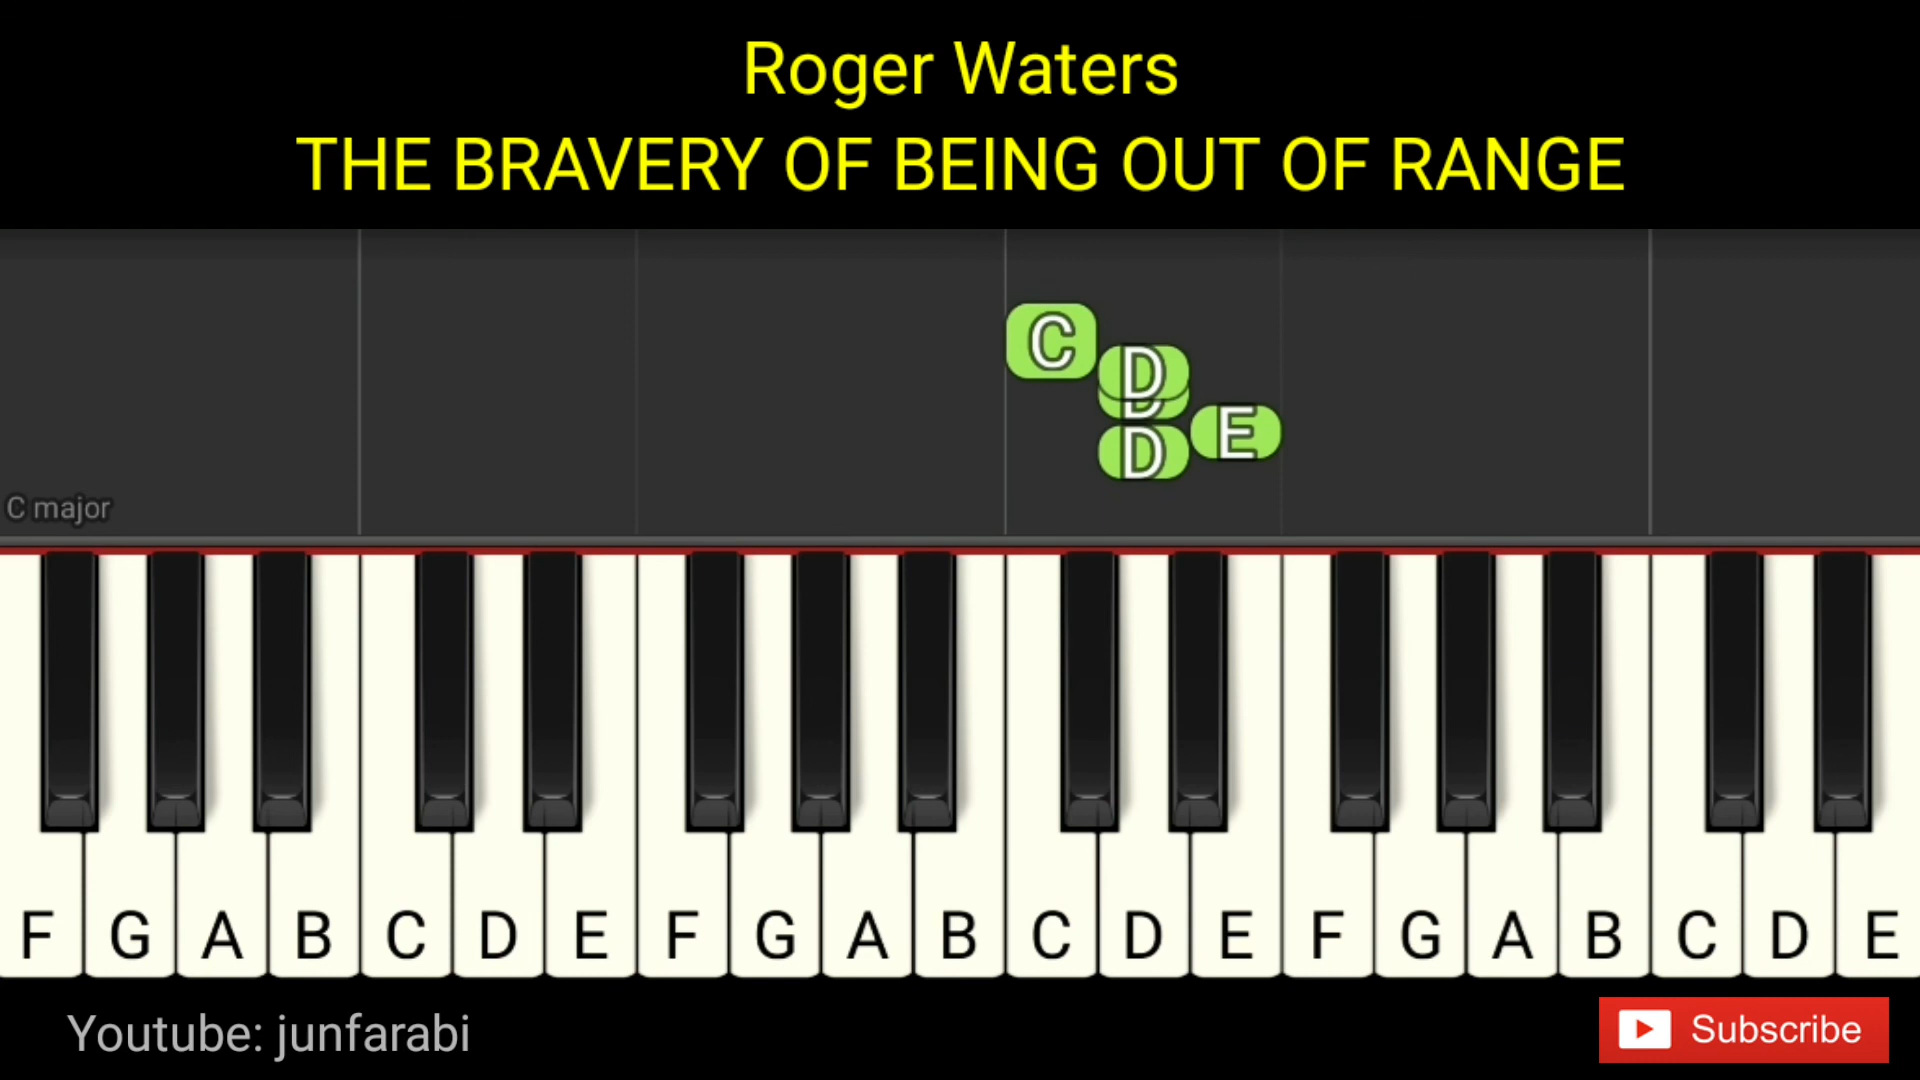 Roger Waters
THE BRAVERY OF BEING OUT OF RANGE
C
D
D
E
D
C major
F G A B C D E F G A B C D E F G A B C D E
Youtube: junfarabi
Subscribe